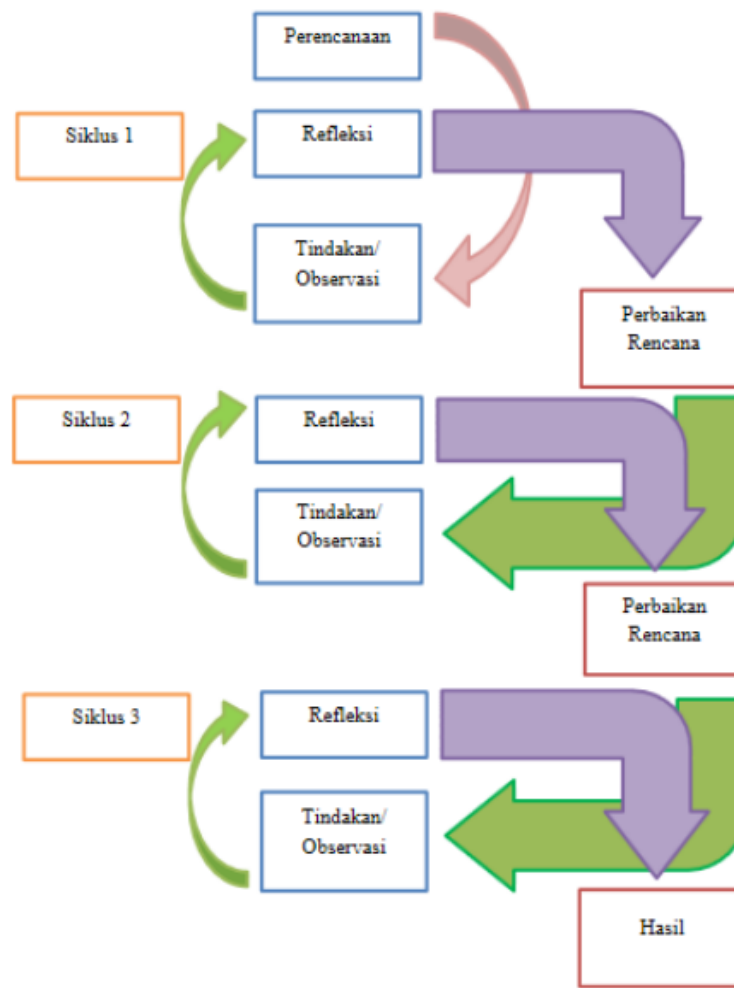 Perencanaan
Siklus 1
Refleksi
Tindakan/
Observasi
Perbaikan
Rencana
Siklus 2
Refleksi
Tindakan/
Observasi
Perbaikan
Rencana
Siklus 3
Refleksi
Tindakan/
Observasi
Hasil